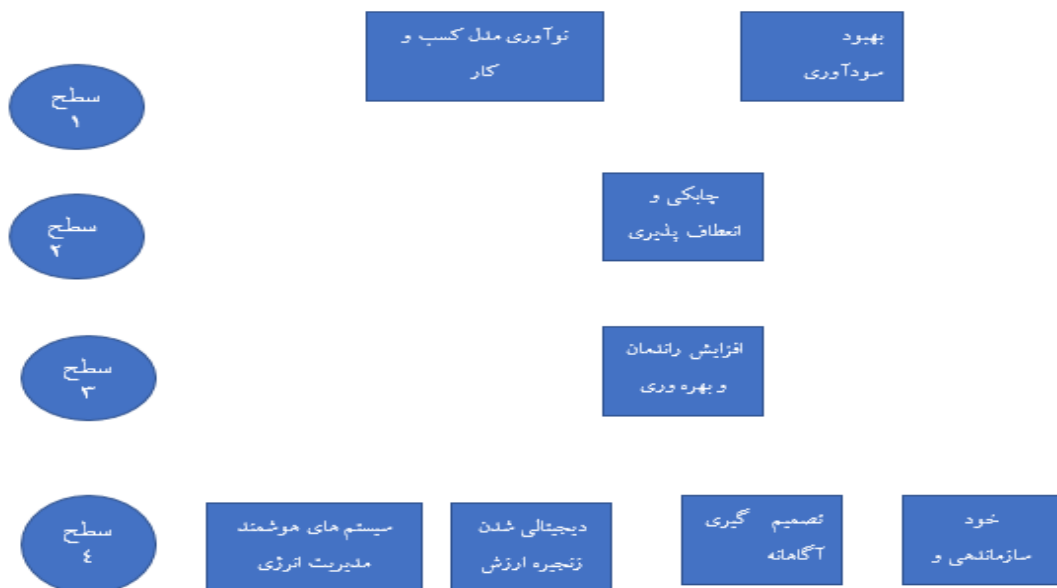 نوآوری مدل کسب و
کار
بهبود
سودآوری
سطح
۱
چابکی و
انعطاف پذیری
سطح
۲
افزایش راندمان
و بهره وری
سطح
۳
خود
سازماندهی و
تصمیم گیری
آگاهانه
دیجیتالی شدن
زنجیره ارزش
سیستم های هوشمند
مدیریت انرژی
سطح
٤